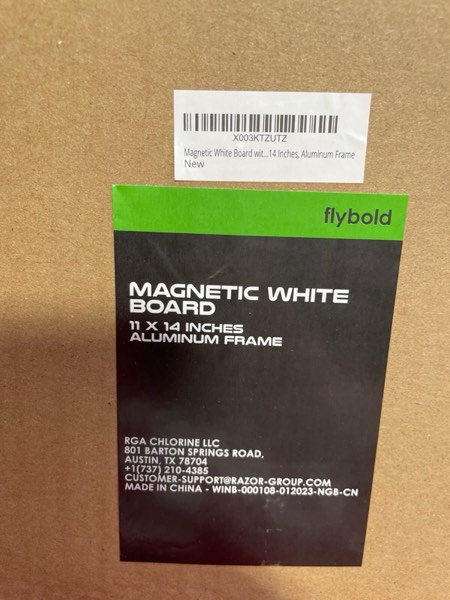 X003KTZUTZ
Magnetic White Board wit...14 Inches, Aluminum Frame
New
flybold
MAGNETIC WHITE
BOARD
11 X 14 INCHES
ALUMINUM FRAME
RGA CHLORINE LLC
801 BARTON SPRINGS ROAD,
AUSTIN, TX 78704
+1(737) 210-4385
CUSTOMER-SUPPORT@RAZOR-GROUP.COM
MADE IN CHINA - WINB-000108-012023-NGB-CN